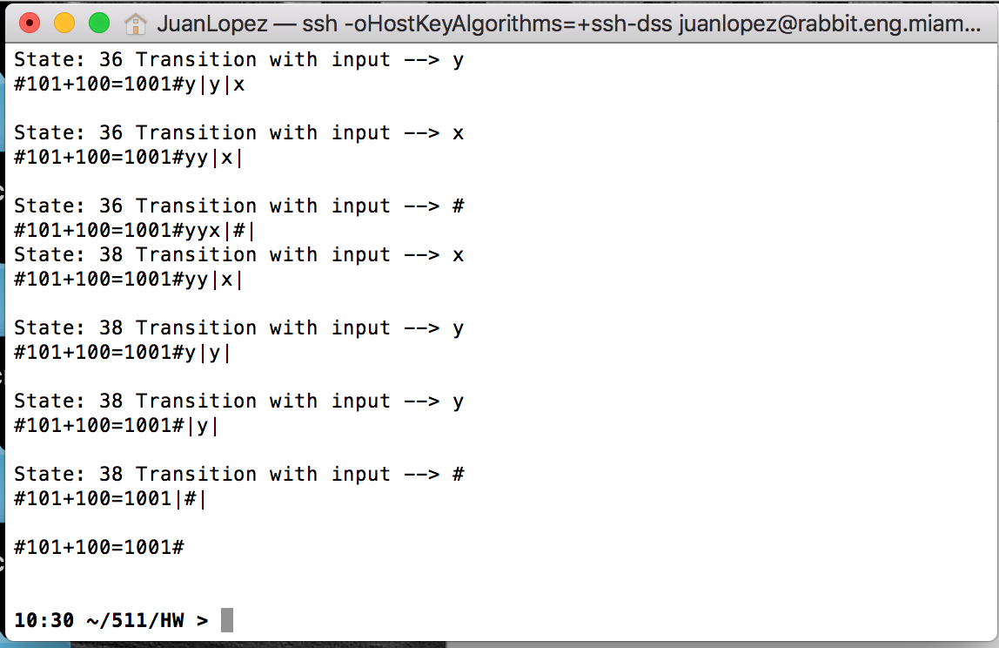 JuanLopez — ssh -oHostKeyAlgorithms=+ssh-dss juanlopez@rabbit.eng.miam...
State: 36 Transition with input --> y
#101+100=1001#y|y|x
State: 36 Transition with input --> x
#101+100=1001#yy|x|
State: 36 Transition with input --> #
#101+100=1001#yyx|#|
State: 38 Transition with input --> x
#101+100=1001#yy|x|
State: 38 Transition with input --> y
#101+100=1001#y|y|
State: 38 Transition with input --> y
#101+100=1001#|y|
State: 38 Transition with input --> #
#101+100=1001|#|
#101+100=1001#
10:30 ~/511/HW >